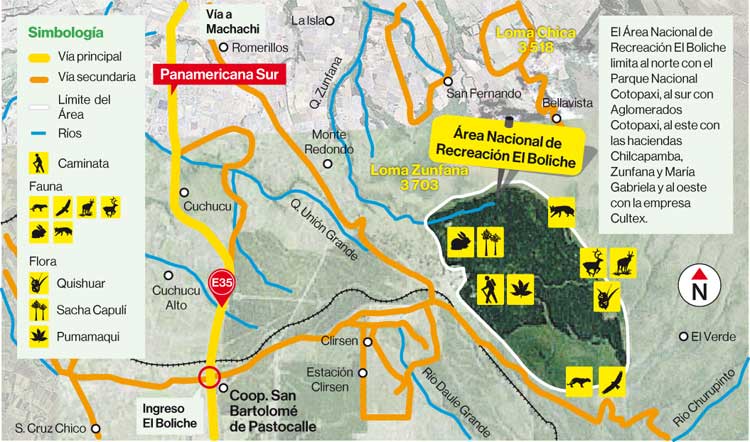 Simbología
Vía principal
Vía secundaria
Límite del
Área
Ríos
Caminata
Fauna
Flora
Quishuar
Sacha Capulí
Pumamaqui
Vía a
Machachi
Romerillos
La Isla
Panamericana Sur
Q. Zunfana
Loma Chica
3 518
San Fernando
Bellavista
Monte
Redondo
Área Nacional de
Recreación El Boliche
Loma Zunfana
3 703
Cuchucu
Q. Unión Grande
Cuchucu
Alto
E35
Clirsen
Estación
Clirsen
Río Daule Grande
Río Churupinto
El Verde
N
Ingreso
El Boliche
Coop. San
Bartolomé
de Pastocalle
S. Cruz Chico
El Área Nacional de
Recreación El Boliche
limita al norte con el
Parque Nacional
Cotopaxi, al sur con
Aglomerados
Cotopaxi, al este con
las haciendas
Chilcapamba,
Zunfana y María
Gabriela y al oeste
con la empresa
Cultex.